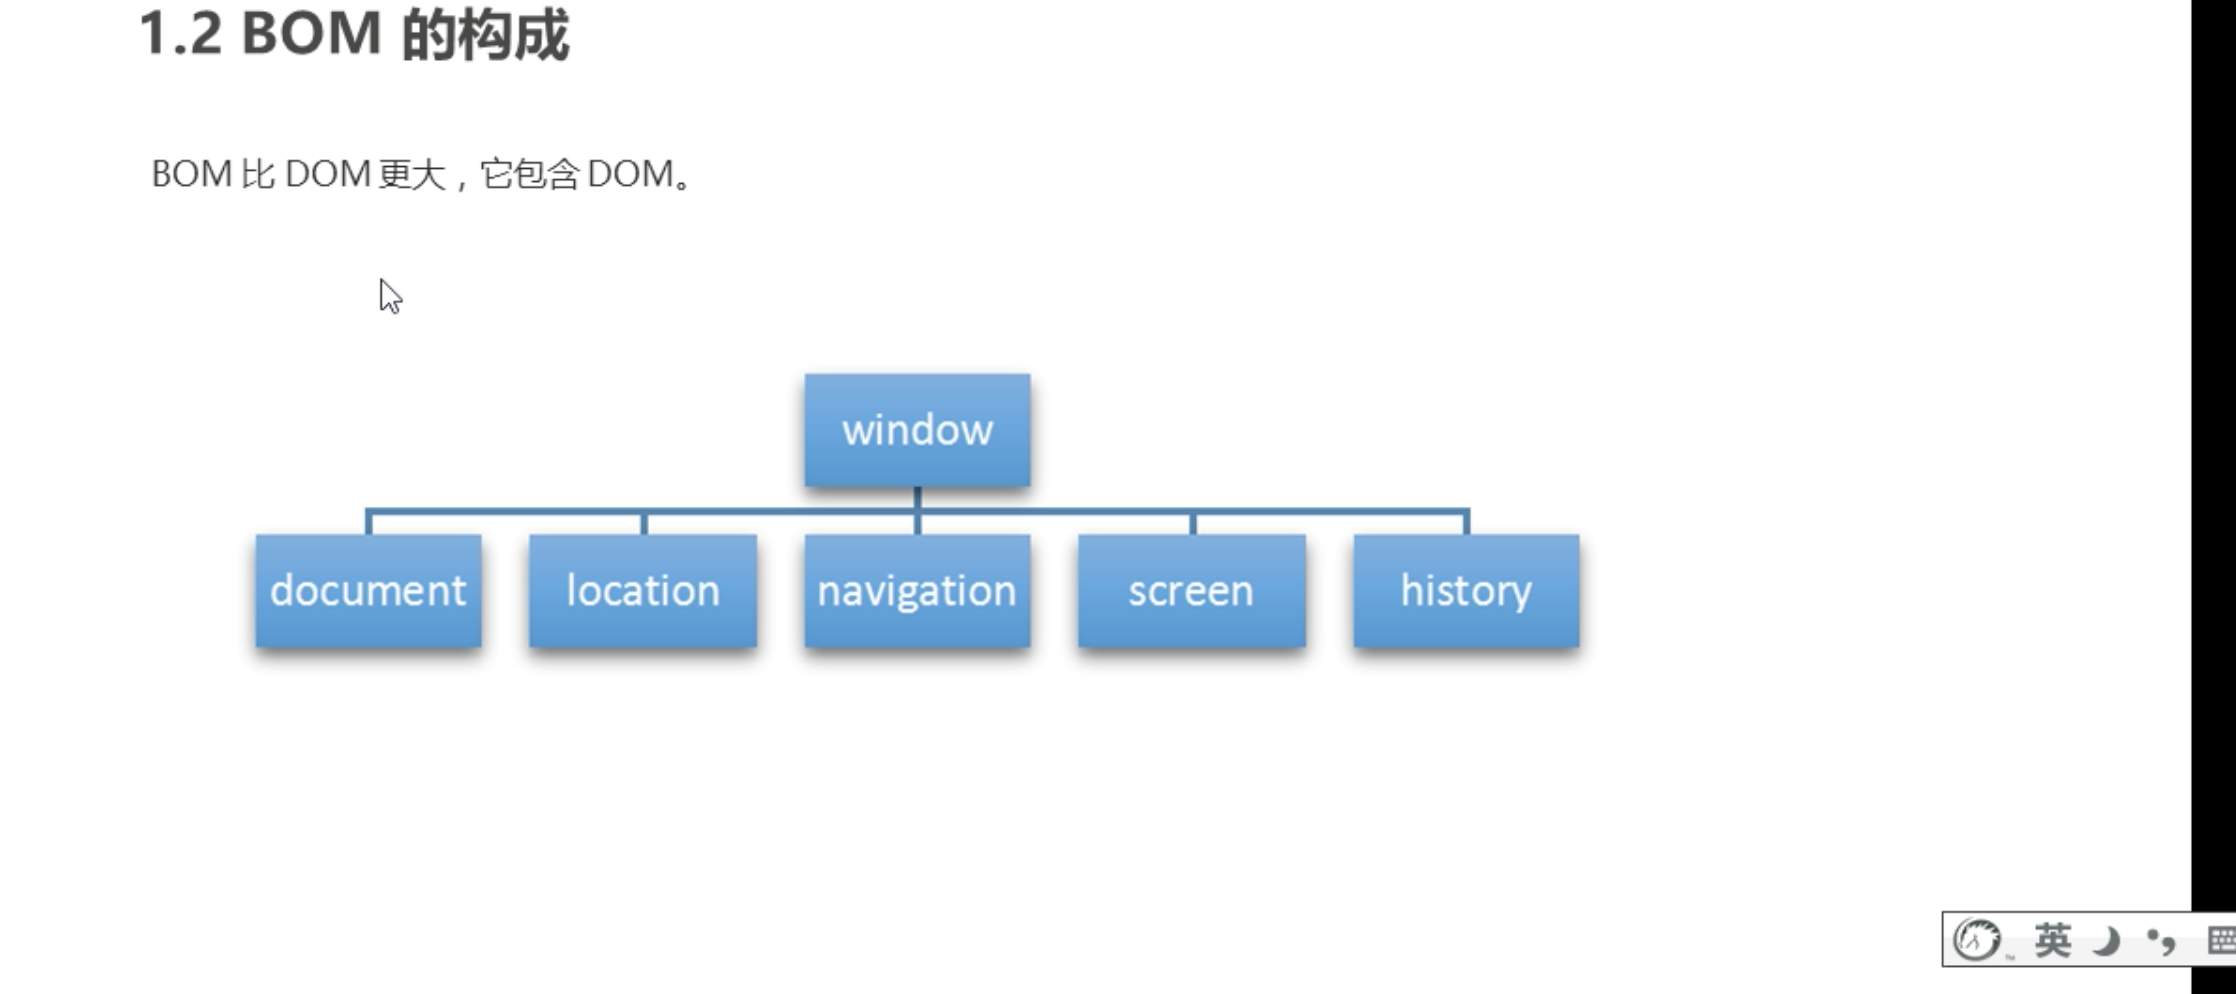 1.2 BOM 的构成
BOM 比 DOM 更大，它包含 DOM。
window
document location navigation screen history
英